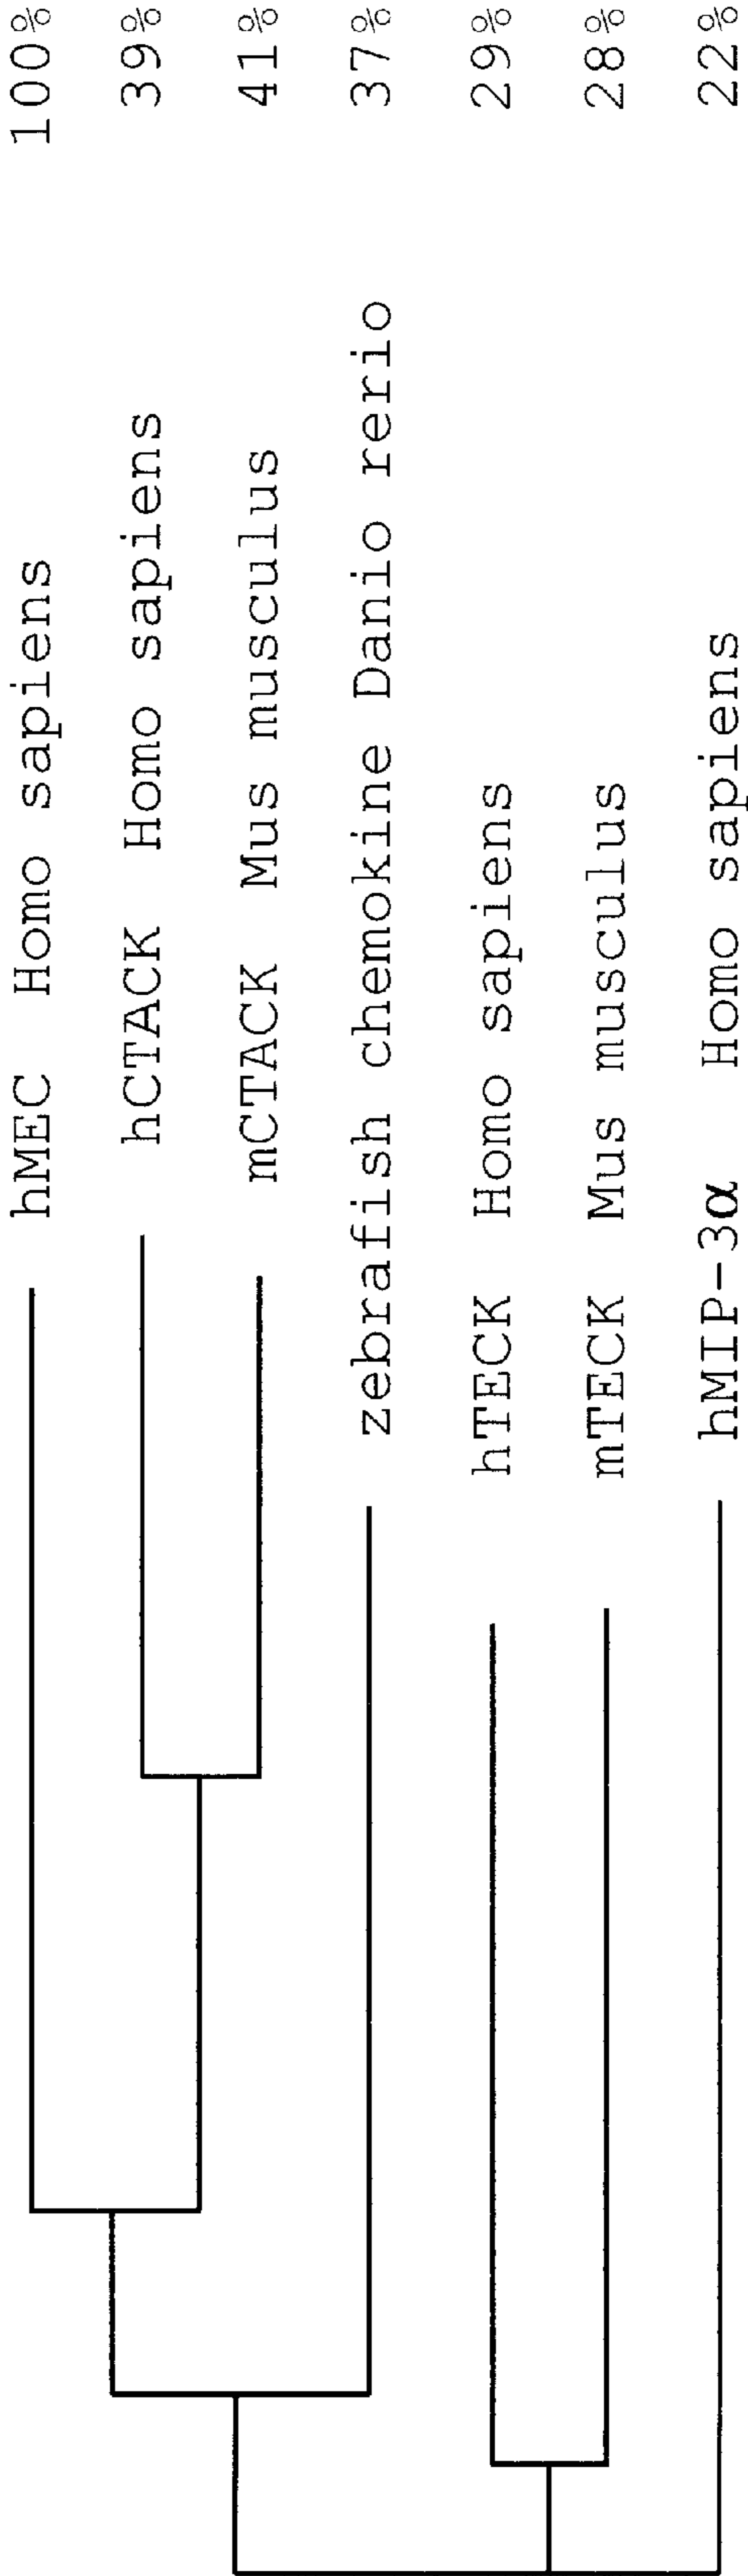 hMEC Homo sapiens 100%
hCTACK Homo sapiens 39%
mCTACK Mus musculus 41%
zebrafish chemokine Danio rerio 37%
hTECK Homo sapiens 29%
mTECK Mus musculus 28%
hMIP-3α Homo sapiens 22%